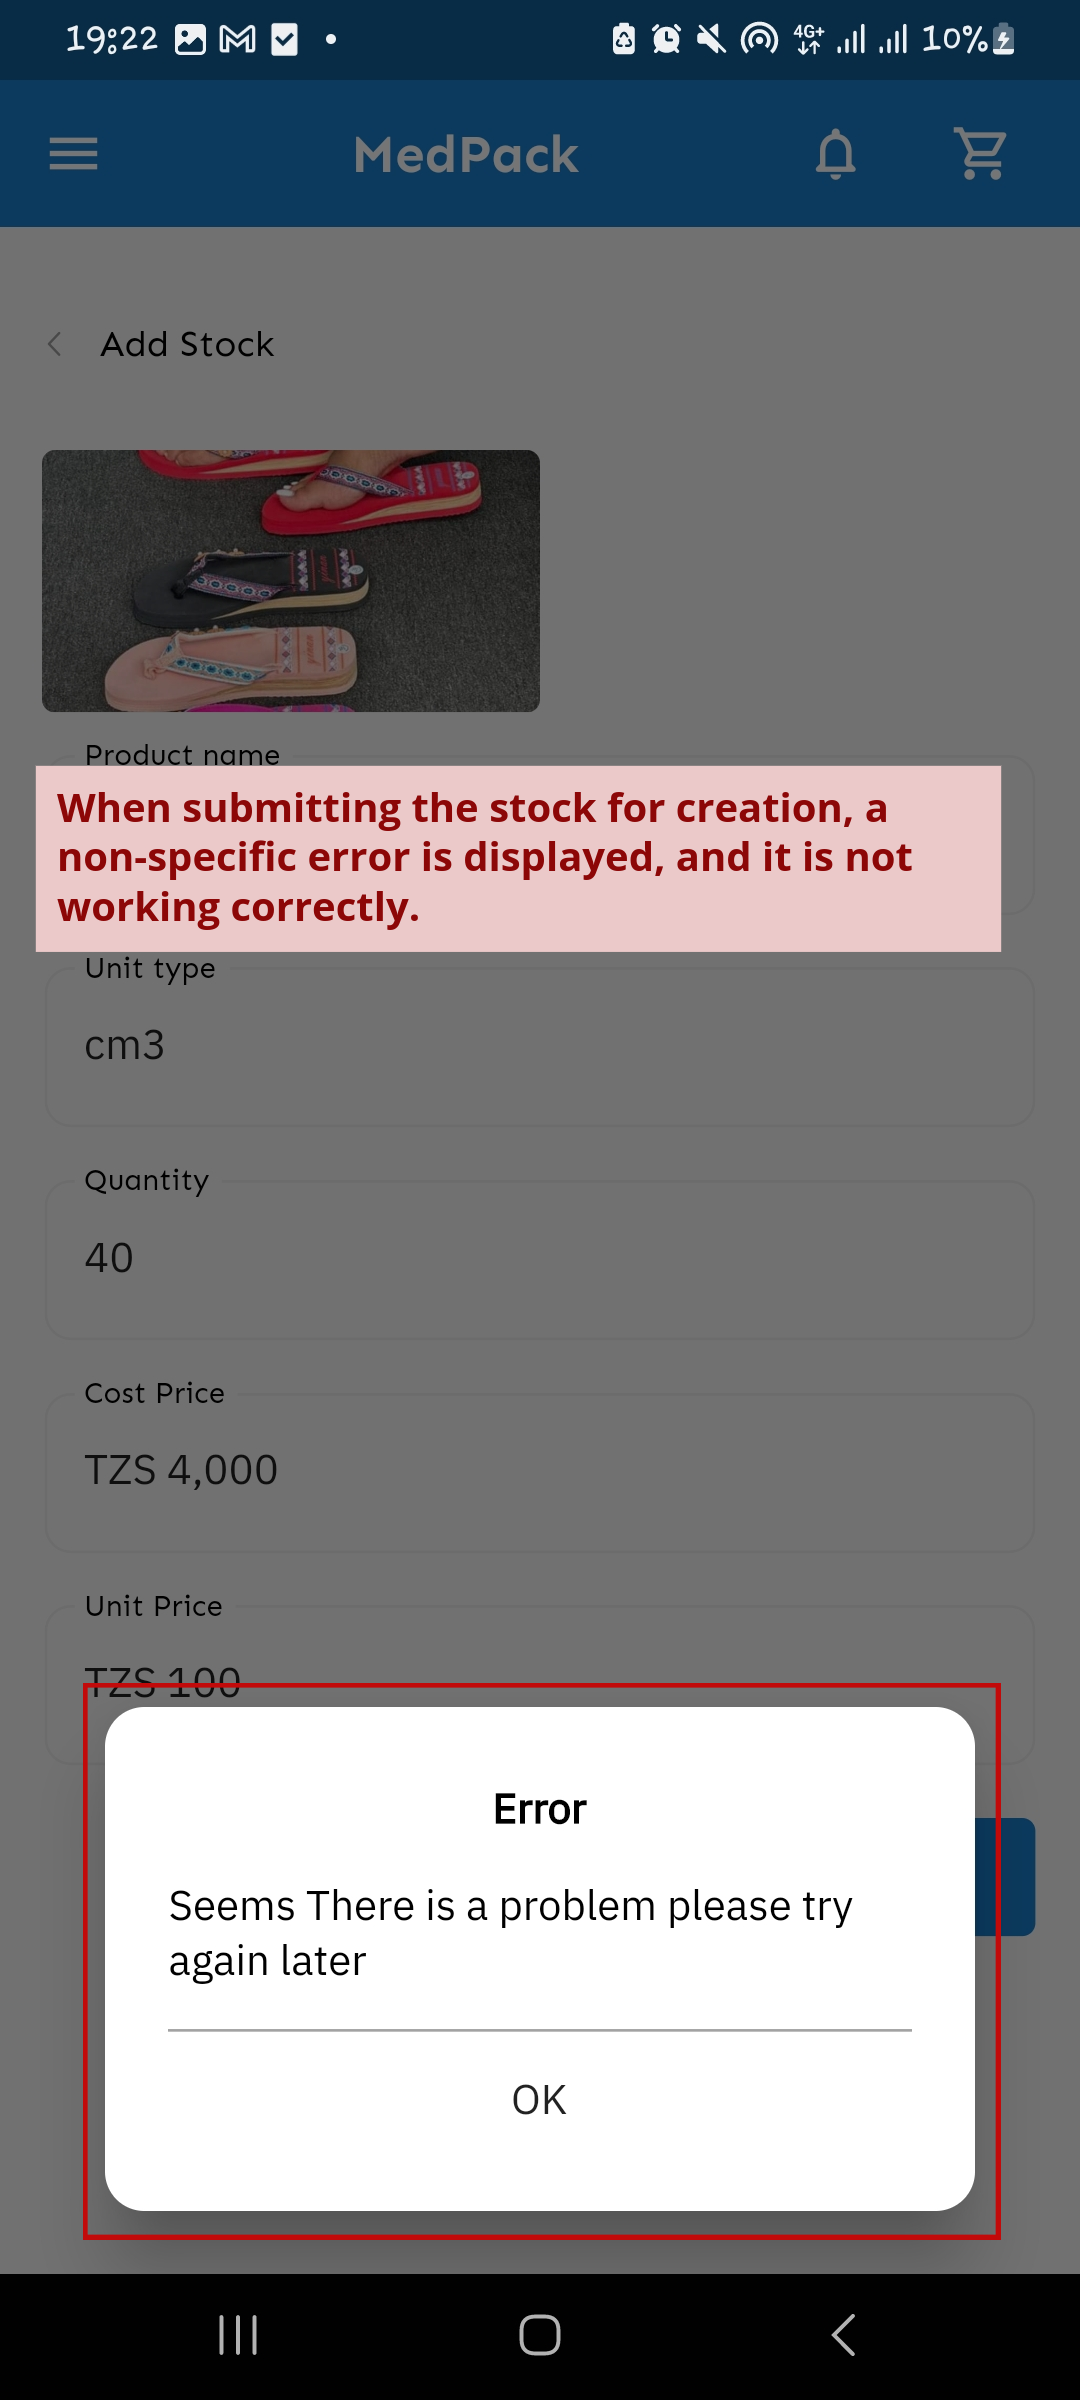 19:22 4G+ 10%
MedPack
Add Stock
Product name
When submitting the stock for creation, a
non-specific error is displayed, and it is not
working correctly.
Unit type
cm3
Quantity
40
Cost Price
TZS 4,000
Unit Price
TZS 100
Error
Seems There is a problem please try
again later
OK